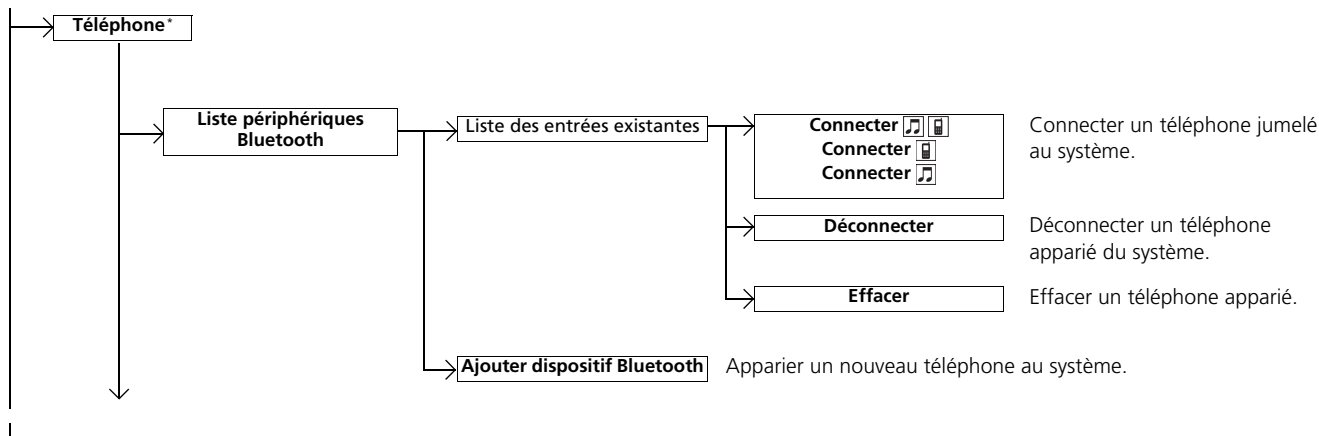 Téléphone*
Liste périphériques
Bluetooth
Liste des entrées existantes
Connecter
Connecter
Connecter
Connecter un téléphone jumelé
au système.
Déconnecter
Déconnecter un téléphone
apparié du système.
Effacer
Effacer un téléphone apparié.
Ajouter dispositif Bluetooth
Apparier un nouveau téléphone au système.